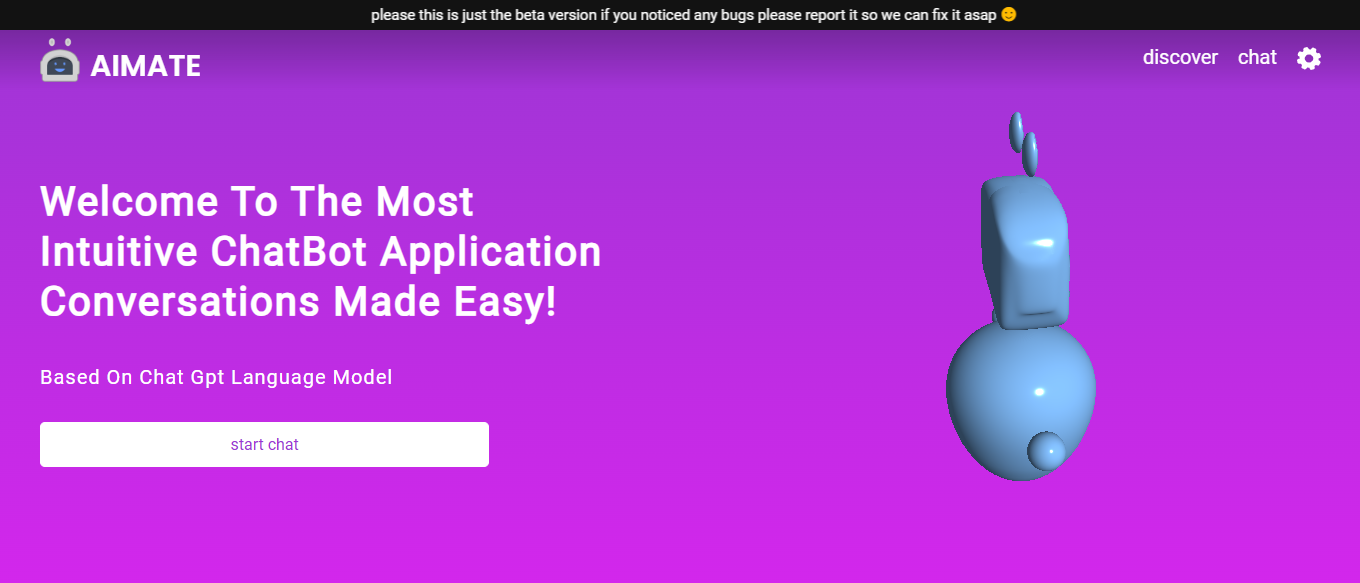 please this is just the beta version if you noticed any bugs please report it so we can fix it asap 😊
AIMATE
discover chat
Welcome To The Most
Intuitive ChatBot Application
Conversations Made Easy!
Based On Chat Gpt Language Model
start chat